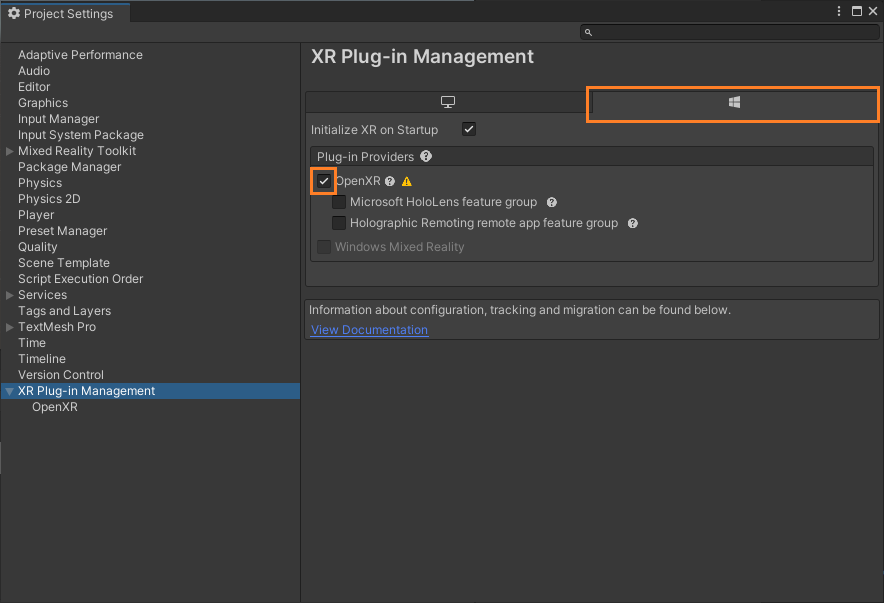 Project Settings
Adaptive Performance
Audio
Editor
Graphics
Input Manager
Input System Package
Mixed Reality Toolkit
Package Manager
Physics
Physics 2D
Player
Preset Manager
Quality
Scene Template
Script Execution Order
Services
Tags and Layers
TextMesh Pro
Time
Timeline
Version Control
XR Plug-in Management
OpenXR
XR Plug-in Management
Initialize XR on Startup
Plug-in Providers
OpenXR
Microsoft HoloLens feature group
Holographic Remoting remote app feature group
Windows Mixed Reality
Information about configuration, tracking and migration can be found below.
View Documentation